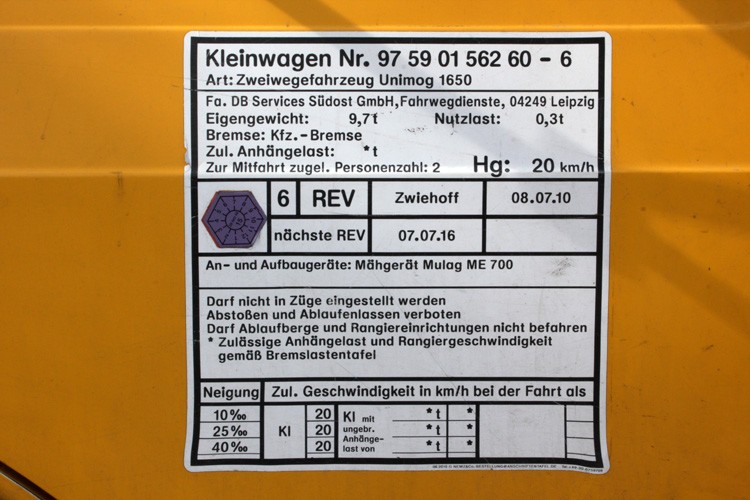 Kleinwagen Nr. 97 59 01 562 60 - 6
Art: Zweiwegefahrzeug Unimog 1650
Fa. DB Services Südost GmbH, Fahrwegdienste, 04249 Leipzig
Eigengewicht: 9,7t Nutzlast: 0,3t
Bremse: Kfz.-Bremse
Zul. Anhängelast: *t
Zur Mitfahrt zugel. Personenzahl: 2 Hg: 20 km/h
6 REV Zwiehoff 08.07.10
nächste REV 07.07.16
An- und Aufbaugeräte: Mähgerät Mulag ME 700
Darf nicht in Züge eingestellt werden
Abstoßen und Ablaufenlassen verboten
Darf Ablaufberge und Rangiereinrichtungen nicht befahren
* Zulässige Anhängelast und Rangiergeschwindigkeit
gemäß Bremslastentafel
Neigung Zul. Geschwindigkeit in km/h bei der Fahrt als
10‰ 20 Kl mit *t *
25‰ Kl 20 ungebr. *t *
40‰ 20 Anhänge- *t *
last von